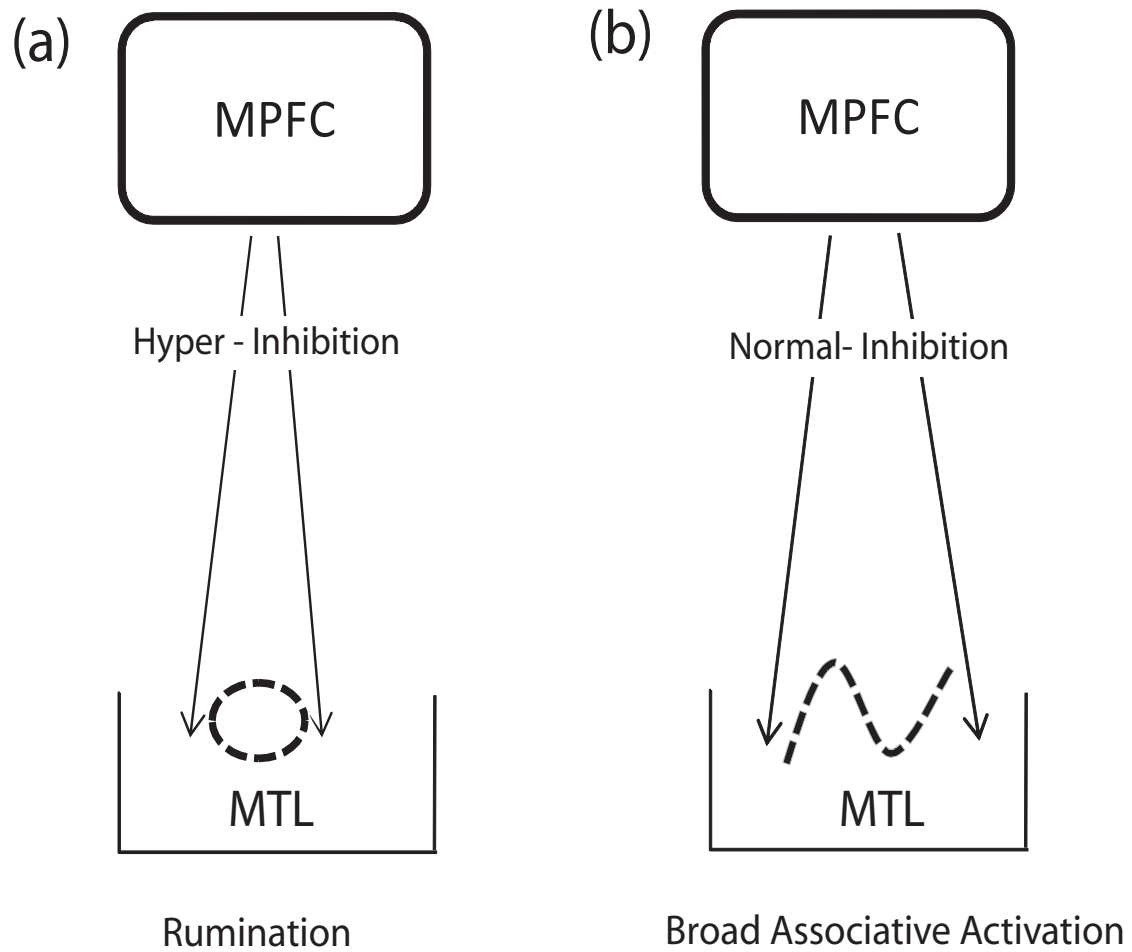 (a)
MPFC
Hyper - Inhibition
MTL
Rumination
(b)
MPFC
Normal- Inhibition
MTL
Broad Associative Activation